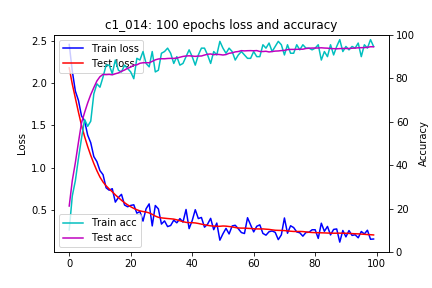 c1_014: 100 epochs loss and accuracy
2.5
2.0
1.5
1.0
0.5
Loss
100
80
60
40
20
0
Accuracy
Train loss
Test loss
Train acc
Test acc
0
20
40
60
80
100